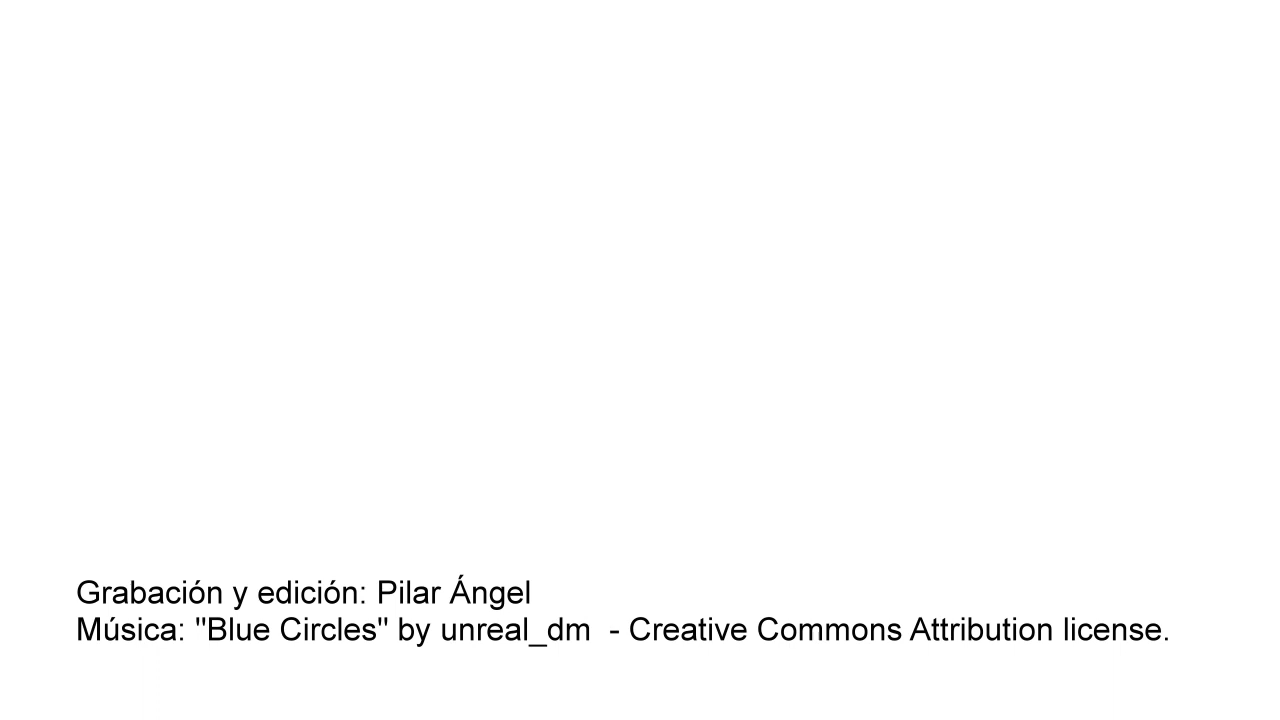 Grabación y edición: Pilar Ángel
Música: "Blue Circles" by unreal_dm  - Creative Commons Attribution license.